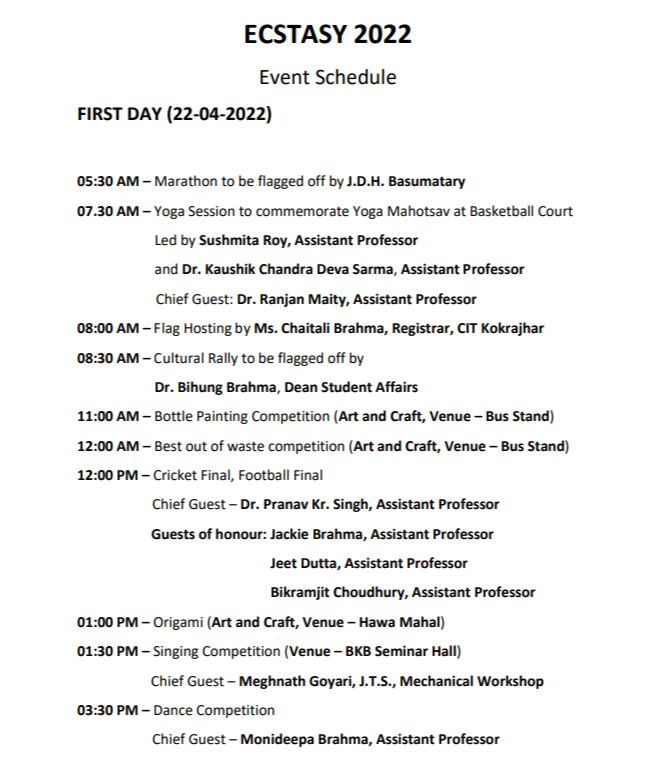 ECSTASY 2022
Event Schedule
FIRST DAY (22-04-2022)
05:30 AM – Marathon to be flagged off by J.D.H. Basumatary
07.30 AM – Yoga Session to commemorate Yoga Mahotsav at Basketball Court
Led by Sushmita Roy, Assistant Professor
and Dr. Kaushik Chandra Deva Sarma, Assistant Professor
Chief Guest: Dr. Ranjan Maity, Assistant Professor
08:00 AM – Flag Hosting by Ms. Chaitali Brahma, Registrar, CIT Kokrajhar
08:30 AM – Cultural Rally to be flagged off by
Dr. Bihung Brahma, Dean Student Affairs
11:00 AM – Bottle Painting Competition (Art and Craft, Venue – Bus Stand)
12:00 AM – Best out of waste competition (Art and Craft, Venue – Bus Stand)
12:00 PM – Cricket Final, Football Final
Chief Guest – Dr. Pranav Kr. Singh, Assistant Professor
Guests of honour: Jackie Brahma, Assistant Professor
Jeet Dutta, Assistant Professor
Bikramjit Choudhury, Assistant Professor
01:00 PM – Origami (Art and Craft, Venue – Hawa Mahal)
01:30 PM – Singing Competition (Venue – BKB Seminar Hall)
Chief Guest – Meghnath Goyari, J.T.S., Mechanical Workshop
03:30 PM – Dance Competition
Chief Guest – Monideepa Brahma, Assistant Professor